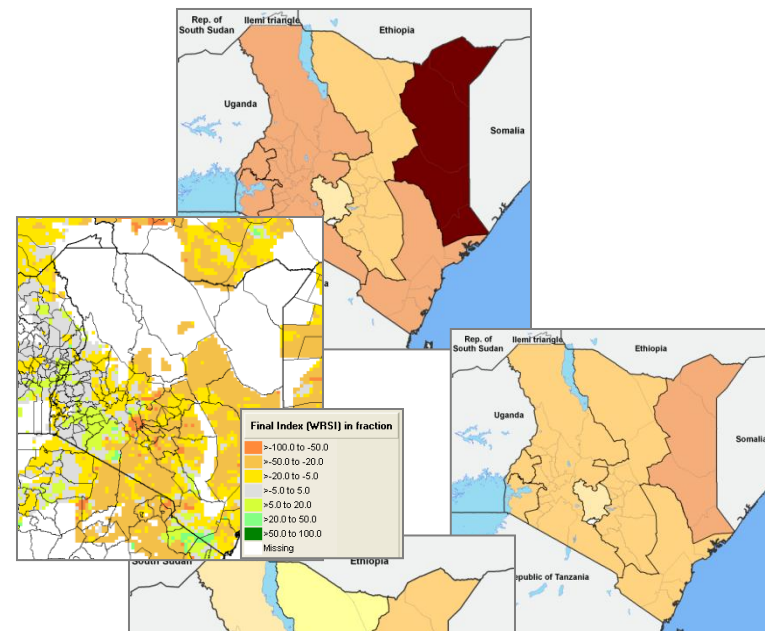 Rep. of
South Sudan
Ilemi triangle
Ethiopia
Uganda
Somalia
a
Final Index (WRSI) in fraction
>-100.0 to -50.0
>-50.0 to -20.0
>-20.0 to -5.0
>-5.0 to 5.0
>5.0 to 20.0
>20.0 to 50.0
>50.0 to 100.0
Missing
Rep. of
South Sudan
Ilemi triangle
Ethiopia
Uganda
Somalia
epublic of Tanzania
South Sudan
Ethiopia